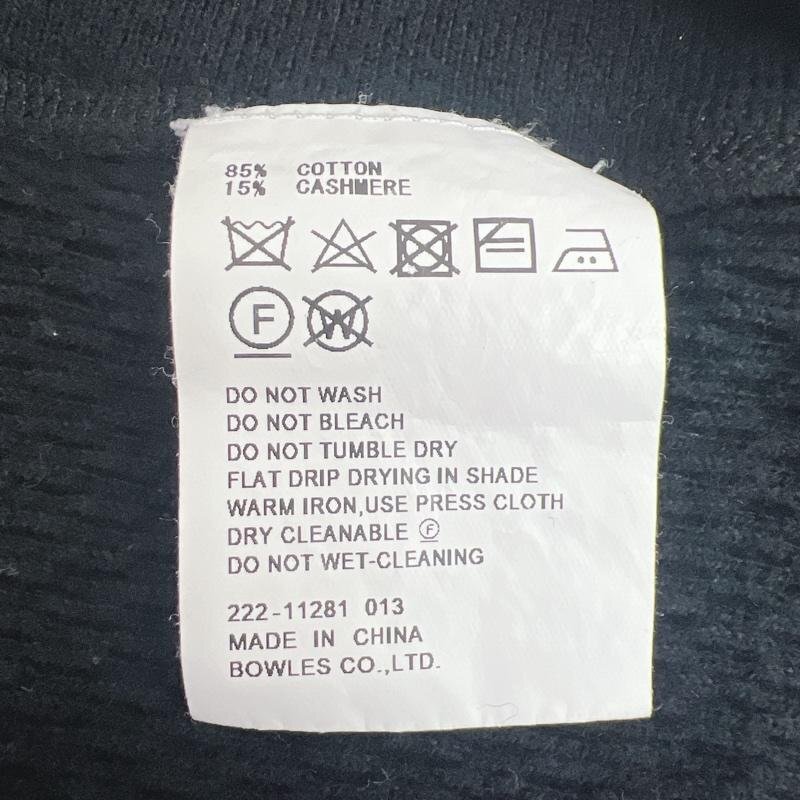 85% COTTON
15% CASHMERE
F W
DO NOT WASH
DO NOT BLEACH
DO NOT TUMBLE DRY
FLAT DRIP DRYING IN SHADE
WARM IRON,USE PRESS CLOTH
DRY CLEANABLE Ⓕ
DO NOT WET-CLEANING
222-11281 013
MADE IN CHINA
BOWLES CO.,LTD.